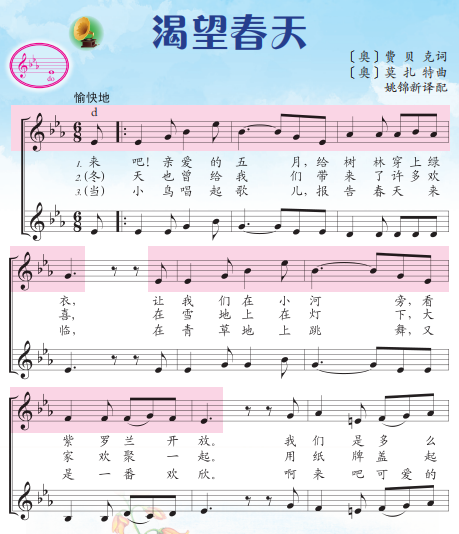 渴望春天
〔奥〕费贝克词
〔奥〕莫扎特曲
姚锦新译配
do
愉快地
d
6
8
1. 来 吧！亲 爱 的 五 月，给 树 林 穿 上 绿
2.(冬) 天 也 曾 给 我 们 带 来 了 许 多 欢
3.(当) 小 鸟 唱 起 歌 儿，报 告 春 天 来
6
8
衣， 让 我 们 在 小 河 旁，看
喜， 在 雪 地 上 在 灯 下，大
临， 在 青 草 地 上 跳 舞，又
紫 罗 兰 开 放。 我 们 是 多 么
家 欢 聚 一 起。 用 纸 牌 盖 起
是 一 番 欢 欣。 啊 来 吧 可 爱 的